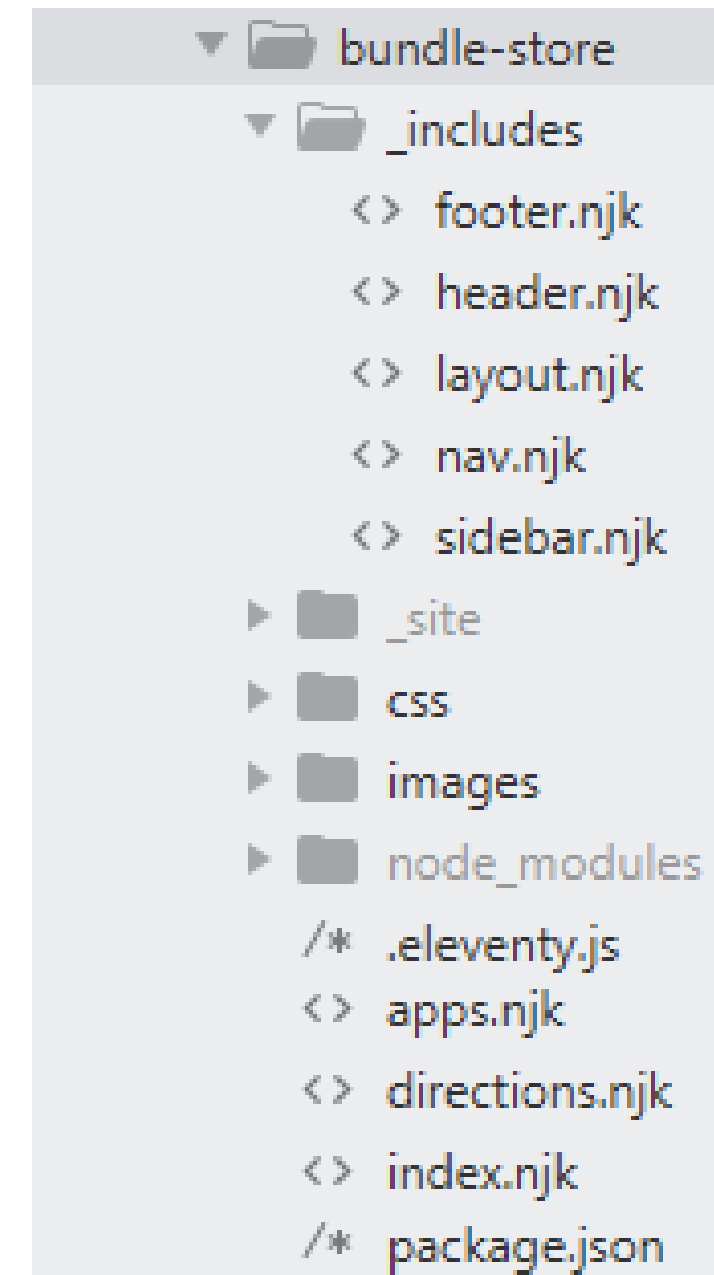 bundle-store
_includes
<> footer.njk
<> header.njk
<> layout.njk
<> nav.njk
<> sidebar.njk
_site
css
images
node_modules
/* .eleventy.js
<> apps.njk
<> directions.njk
<> index.njk
/* package.json